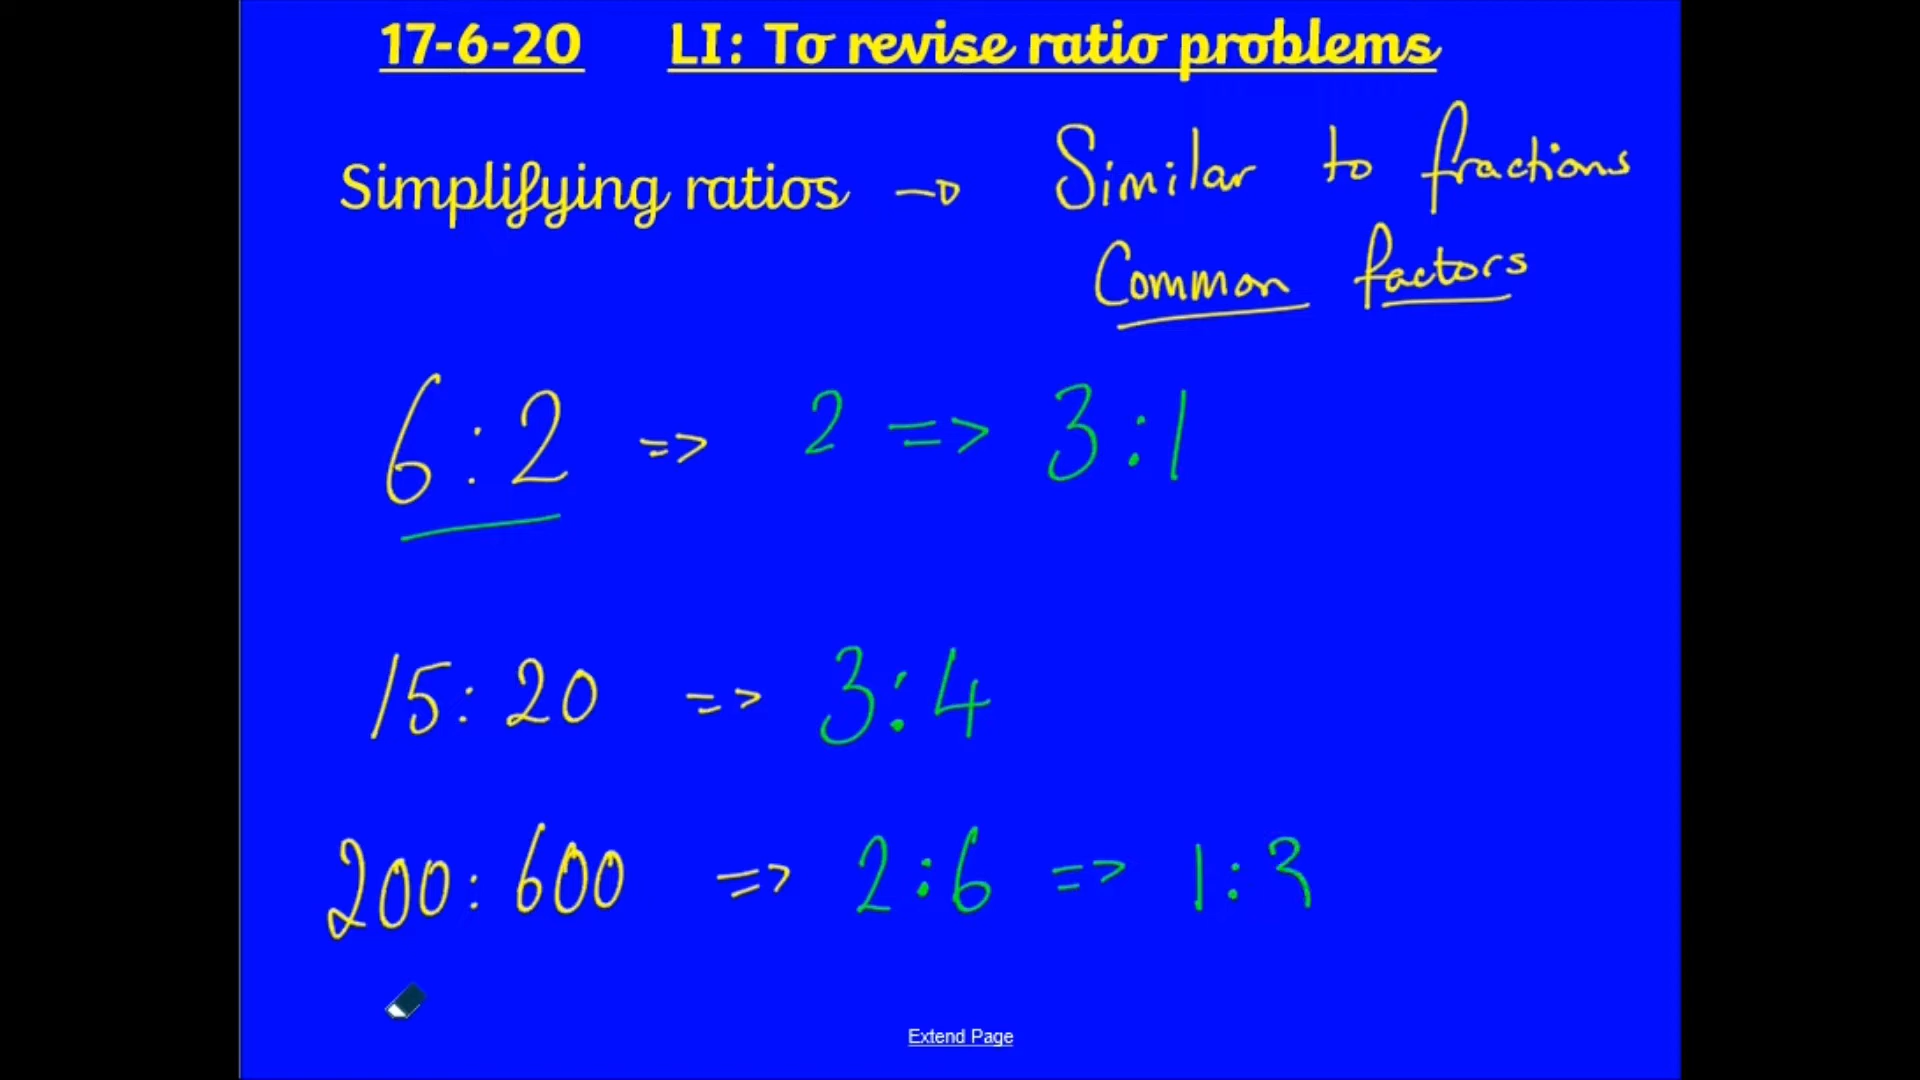 17-6-20 LI: To revise ratio problems
Simplifying ratios → Similar to fractions
Common factors
6:2 => 2 => 3:1
15:20 => 3:4
200:600 => 2:6 => 1:3
Extend Page